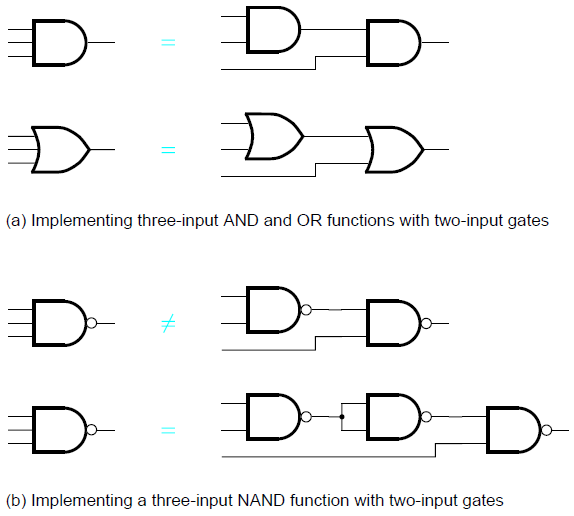 =
=
(a) Implementing three-input AND and OR functions with two-input gates
≠
=
(b) Implementing a three-input NAND function with two-input gates